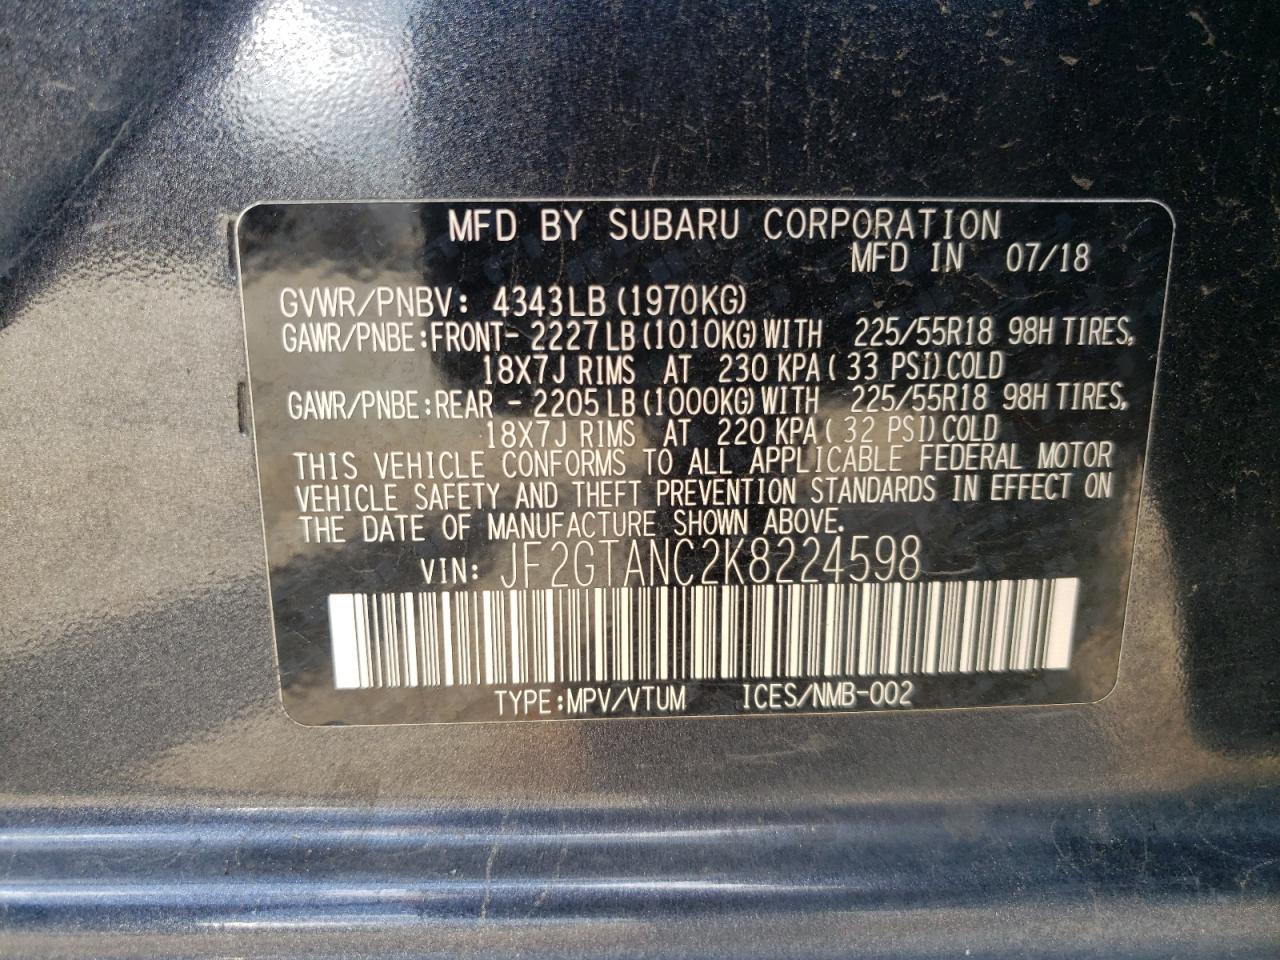 MFD BY SUBARU CORPORATION
MFD IN 07/18
GVWR/PNBV: 4343LB (1970KG)
GAWR/PNBE:FRONT- 2227LB (1010KG) WITH 225/55R18 98H TIRES,
18X7J RIMS AT 230 KPA ( 33 PSI) COLD
GAWR/PNBE:REAR - 2205LB (1000KG) WITH 225/55R18 98H TIRES,
18X7J RIMS AT 220 KPA ( 32 PSI) COLD
THIS VEHICLE CONFORMS TO ALL APPLICABLE FEDERAL MOTOR
VEHICLE SAFETY AND THEFT PREVENTION STANDARDS IN EFFECT ON
THE DATE OF MANUFACTURE SHOWN ABOVE.
VIN: JF2GTANC2K8224598
TYPE:MPV/VTUM ICES/NMB-002